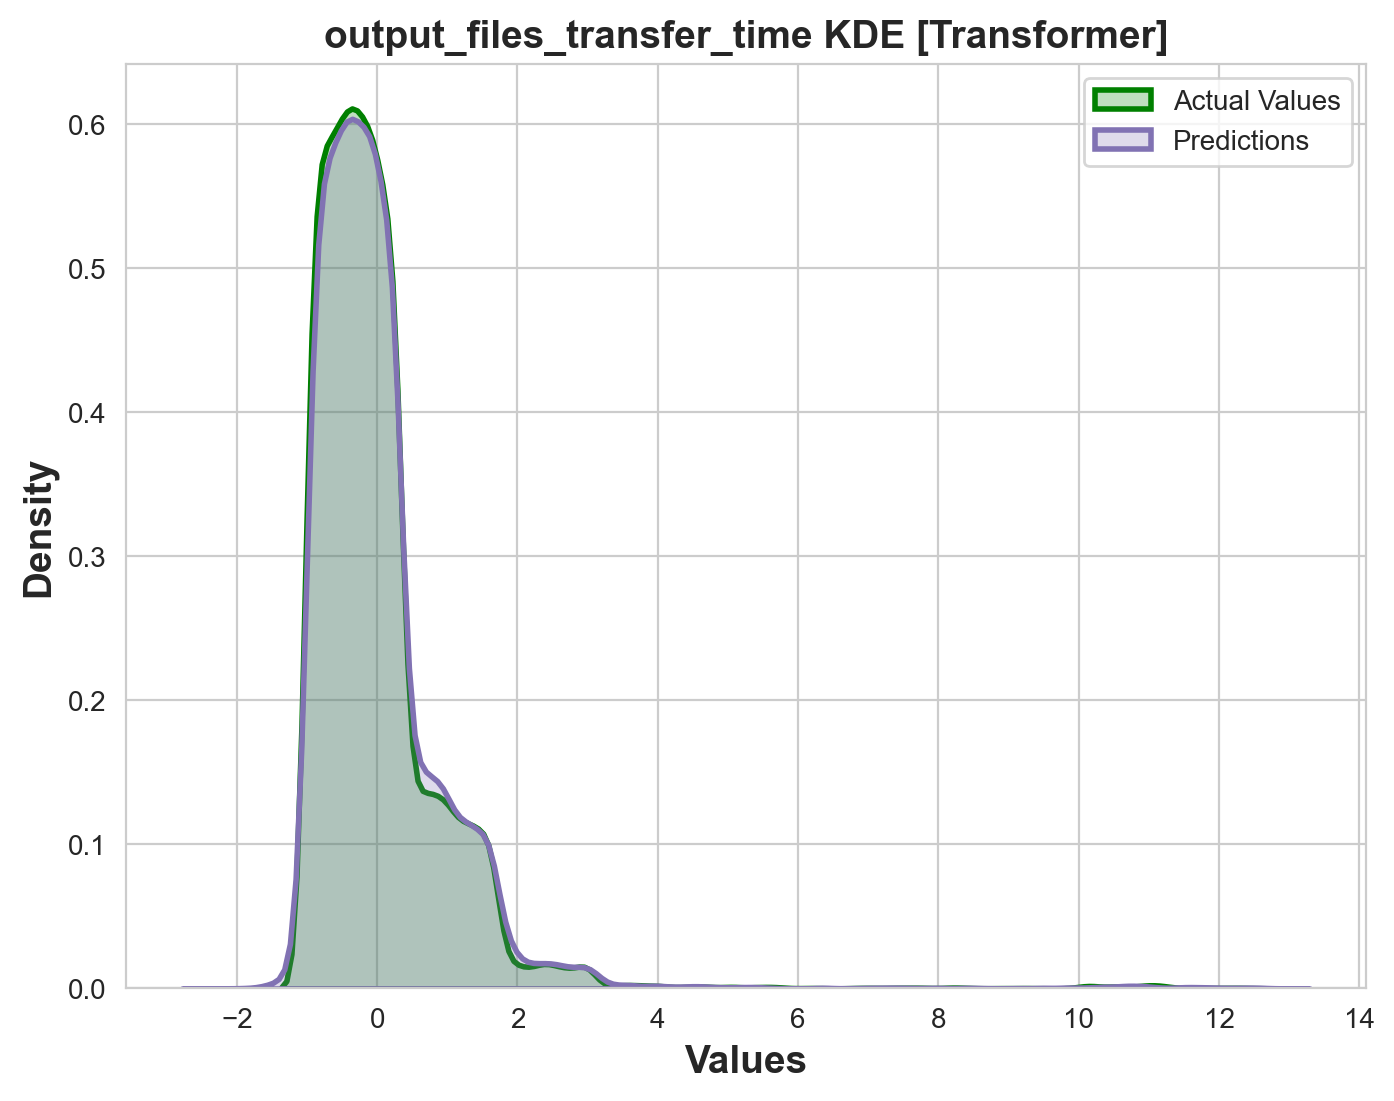 output_files_transfer_time KDE [Transformer]
Actual Values
Predictions
0.6
0.5
0.4
0.3
0.2
0.1
0.0
Density
−2 0 2 4 6 8 10 12 14
Values